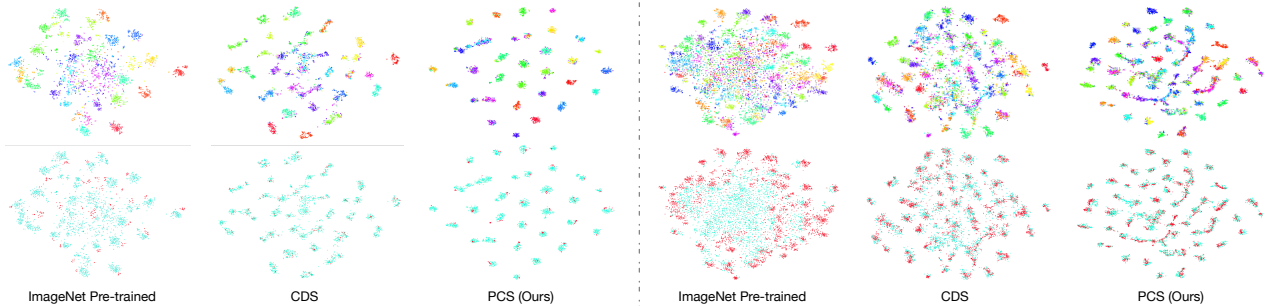 ImageNet Pre-trained
CDS
PCS (Ours)
ImageNet Pre-trained
CDS
PCS (Ours)